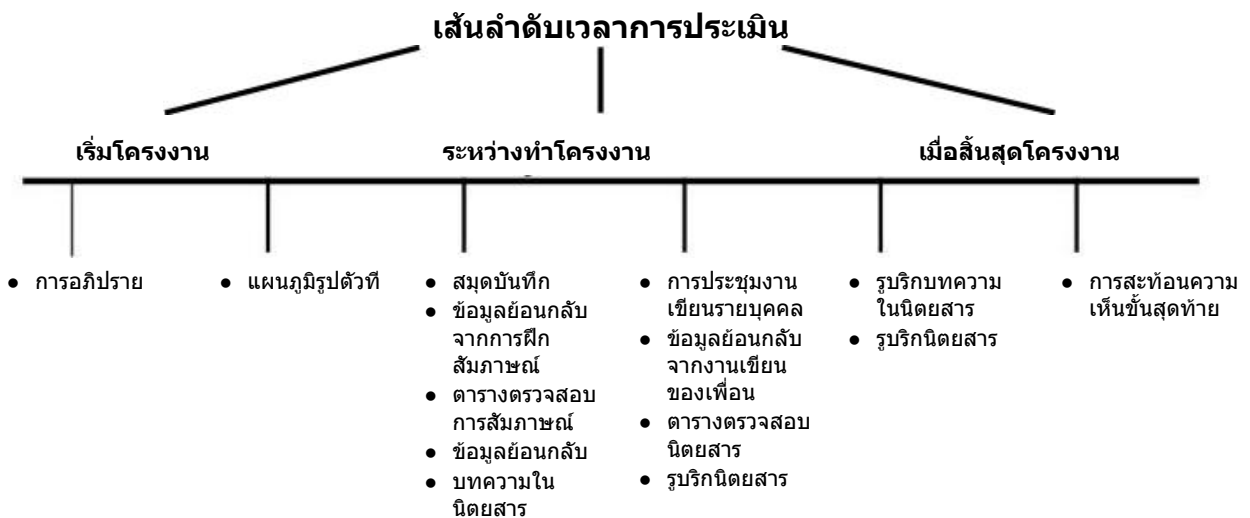 เส้นลำดับเวลาการประเมิน
เริ่มโครงงาน
ระหว่างทำโครงงาน
เมื่อสิ้นสุดโครงงาน
● การอภิปราย
● แผนภูมิรูปตัวที
● สมุดบันทึก
● ข้อมูลย้อนกลับ
จากการฝึก
สัมภาษณ์
● ตารางตรวจสอบ
การสัมภาษณ์
● ข้อมูลย้อนกลับ
● บทความใน
นิตยสาร
● การประชุมงาน
เขียนรายบุคคล
● ข้อมูลย้อนกลับ
จากงานเขียน
ของเพื่อน
● ตารางตรวจสอบ
นิตยสาร
● รูบริกนิตยสาร
● รูบริกบทความ
ในนิตยสาร
● รูบริกนิตยสาร
● การสะท้อนความ
เห็นขั้นสุดท้าย